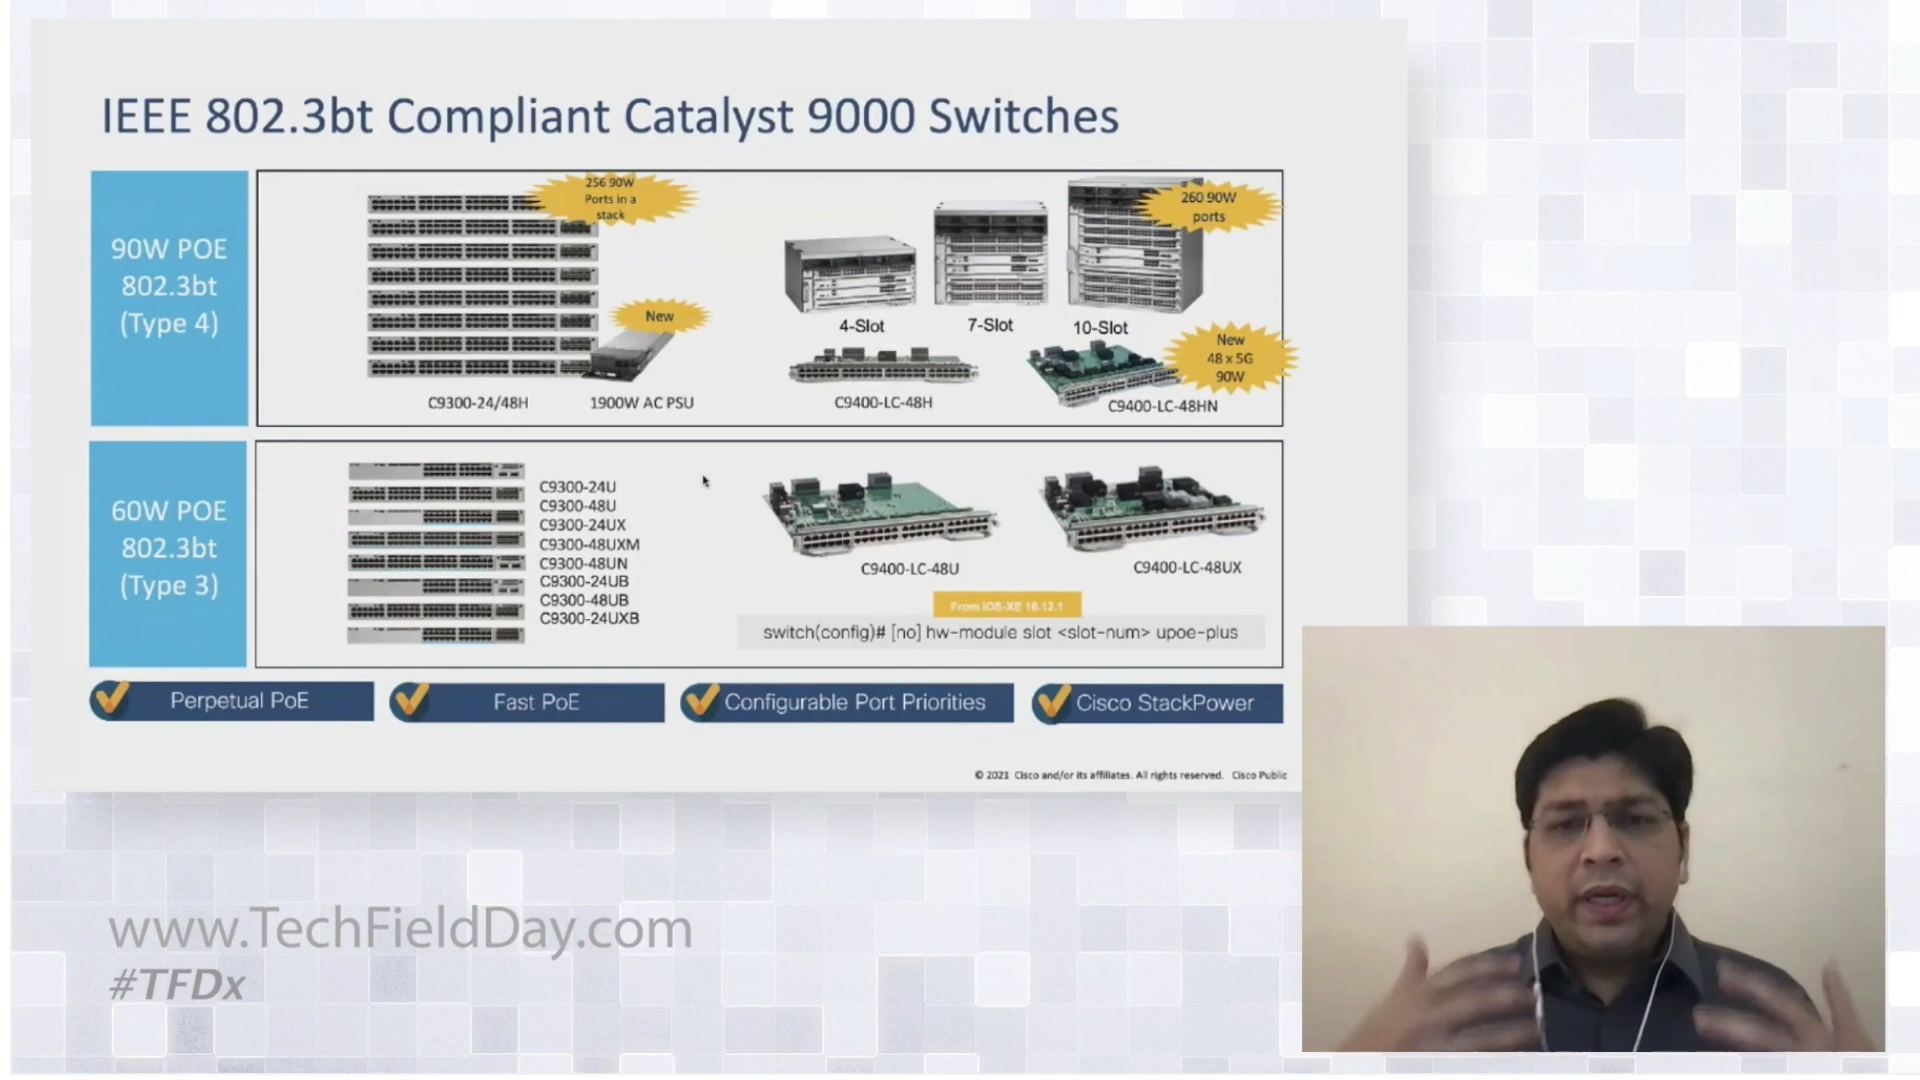 IEEE 802.3bt Compliant Catalyst 9000 Switches
90W POE
802.3bt
(Type 4)
256 90W
Ports in a
stack
New
C9300-24/48H
1900W AC PSU
260 90W
ports
4-Slot
7-Slot
10-Slot
New
48 x 5G
90W
C9400-LC-48H
C9400-LC-48HN
60W POE
802.3bt
(Type 3)
C9300-24U
C9300-48U
C9300-24UX
C9300-48UXM
C9300-48UN
C9300-24UB
C9300-48UB
C9300-24UXB
C9400-LC-48U
C9400-LC-48UX
From IOS-XE 16.12.1
switch(config)# [no] hw-module slot <slot-num> upoe-plus
Perpetual PoE
Fast PoE
Configurable Port Priorities
Cisco StackPower
© 2021 Cisco and/or its affiliates. All rights reserved. Cisco Public
www.TechFieldDay.com
#TFDx